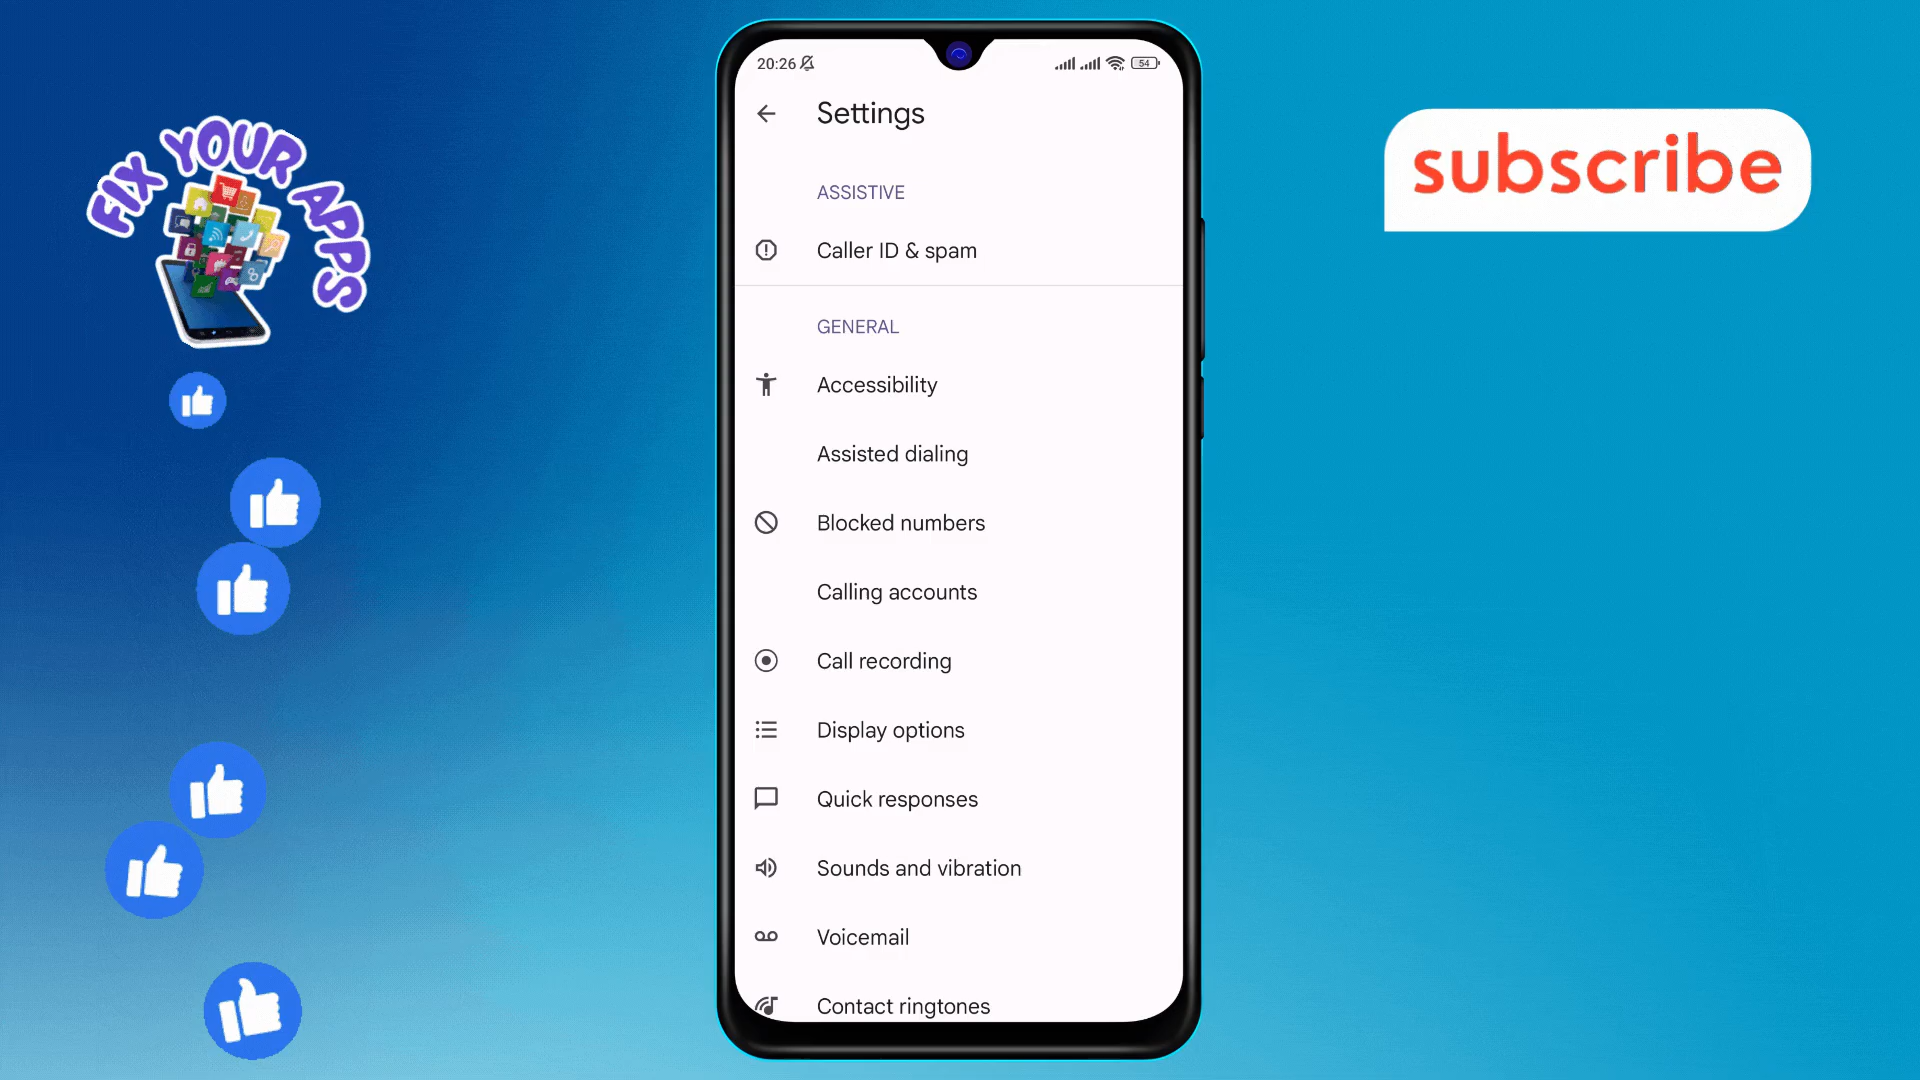 FIX YOUR APPS
20:26
54
Settings
ASSISTIVE
Caller ID & spam
GENERAL
Accessibility
Assisted dialing
Blocked numbers
Calling accounts
Call recording
Display options
Quick responses
Sounds and vibration
Voicemail
Contact ringtones
subscribe